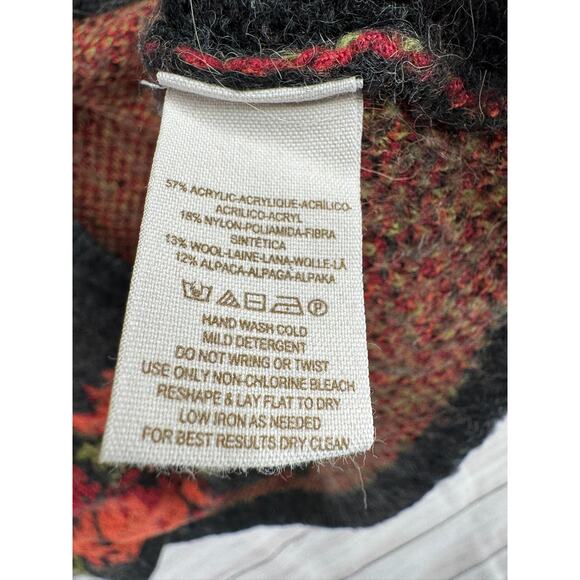 57% ACRYLIC-ACRYLIQUE-ACRÍLICO-
ACRILICO-ACRYL
18% NYLON-POLIAMIDA-FIBRA
SINTÉTICA
13% WOOL-LAINE-LANA-WOLLE-LÃ
12% ALPACA-ALPAGA-ALPAKA
P
HAND WASH COLD
MILD DETERGENT
DO NOT WRING OR TWIST
USE ONLY NON-CHLORINE BLEACH
RESHAPE & LAY FLAT TO DRY
LOW IRON AS NEEDED
FOR BEST RESULTS DRY CLEAN